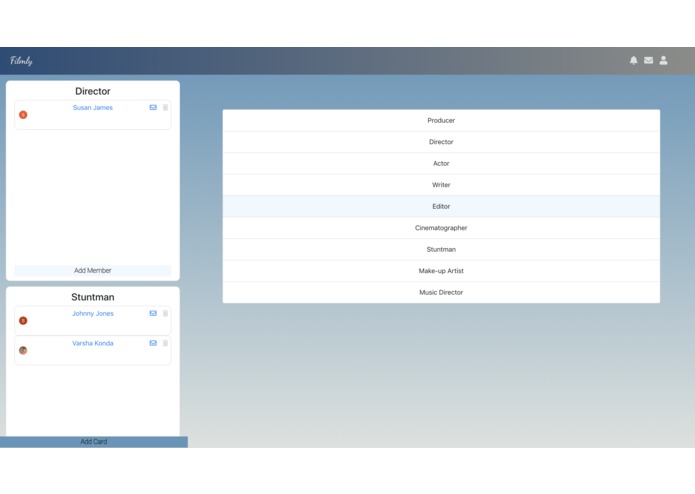 Filmly
Director
Susan James
Add Member
Stuntman
Johnny Jones
Varsha Konda
Add Card
Producer
Director
Actor
Writer
Editor
Cinematographer
Stuntman
Make-up Artist
Music Director